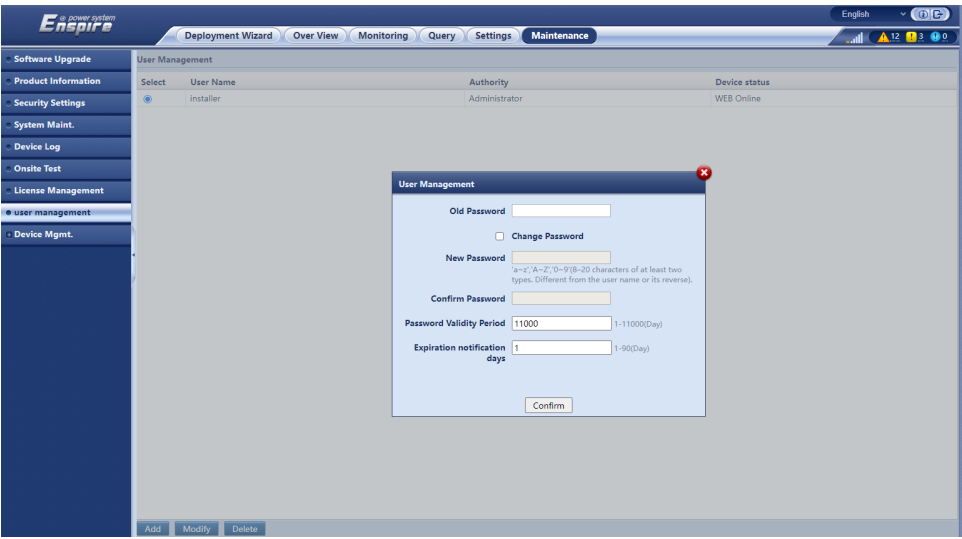 @ power system
Enspire
English
Deployment Wizard Over View Monitoring Query Settings Maintenance
12 3 0
Software Upgrade
Product Information
Security Settings
System Maint.
Device Log
Onsite Test
License Management
user management
Device Mgmt.
User Management
Select User Name Authority Device status
installer Administrator WEB Online
User Management
Old Password
Change Password
New Password
'a~z','A~Z','0~9'(8-20 characters of at least two
types. Different from the user name or its reverse).
Confirm Password
Password Validity Period 11000 1-11000(Day)
Expiration notification 1 1-90(Day)
days
Confirm
Add Modify Delete